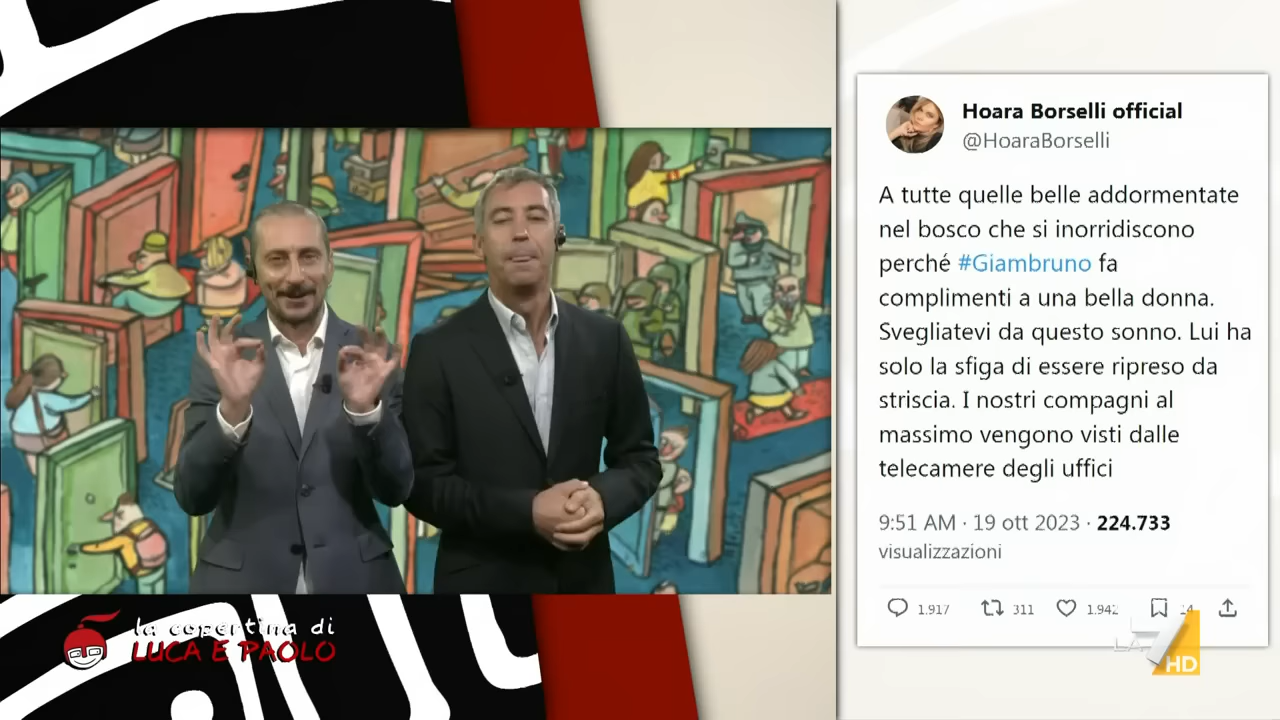 Hoara Borselli official
@HoaraBorselli
A tutte quelle belle addormentate
nel bosco che si inorridiscono
perché #Giambruno fa
complimenti a una bella donna.
Svegliatevi da questo sonno. Lui ha
solo la sfiga di essere ripreso da
striscia. I nostri compagni al
massimo vengono visti dalle
telecamere degli uffici
9:51 AM · 19 ott 2023 · 224.733
visualizzazioni
1.917 311 1.942
la copertina di
LUCA E PAOLO
LA7
HD